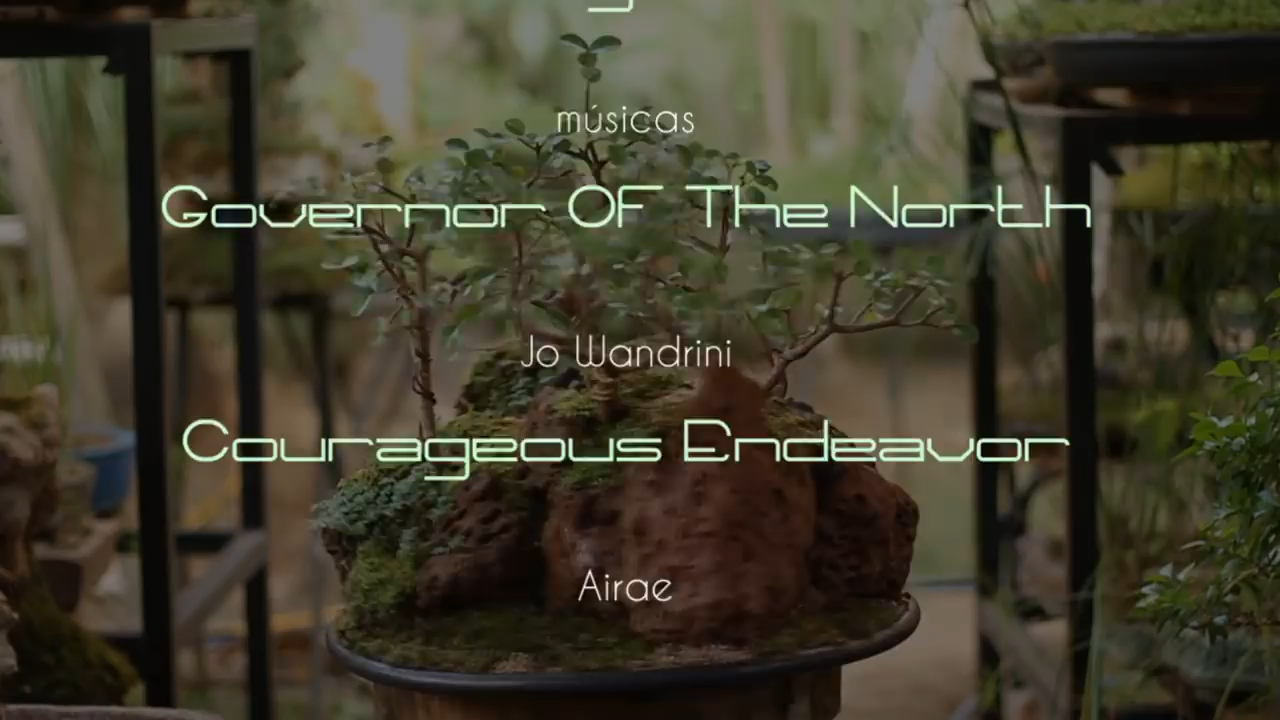 músicas
Governor OF The North
Jo Wandrini
Courageous Endeavor
Airae